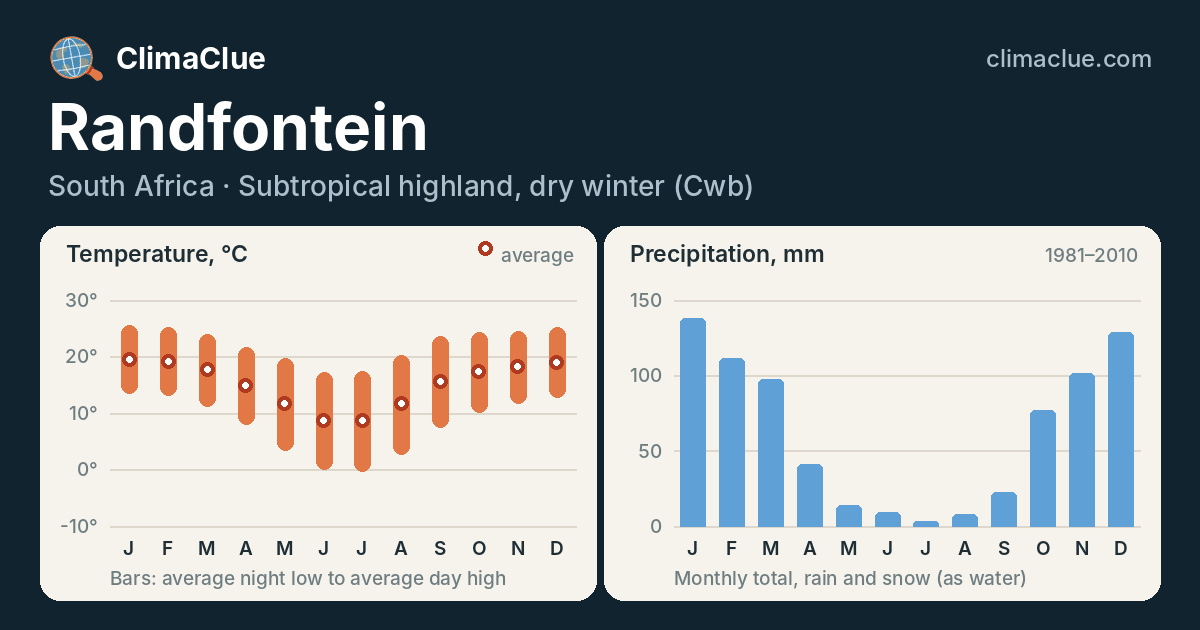 ClimaClue
climaclue.com
Randfontein
South Africa · Subtropical highland, dry winter (Cwb)
Temperature, °C
average
30°
20°
10°
0°
-10°
J F M A M J J A S O N D
Bars: average night low to average day high
Precipitation, mm
1981–2010
150
100
50
0
J F M A M J J A S O N D
Monthly total, rain and snow (as water)